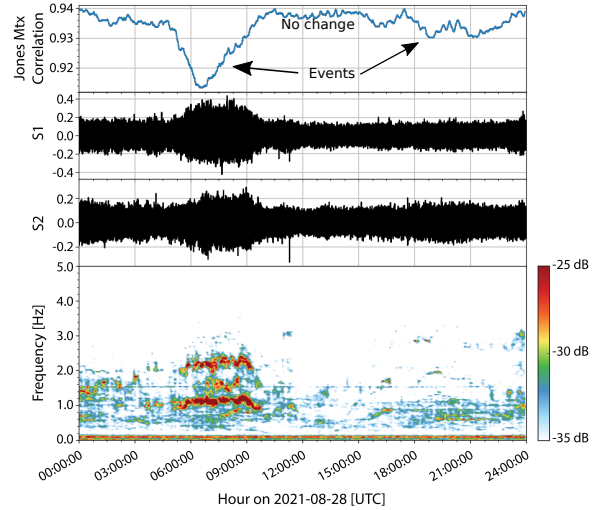 0.94
0.93
0.92
Jones Mtx
Correlation
No change
Events
0.4
0.2
0.0
-0.2
-0.4
S1
0.2
0.0
-0.2
S2
5.0
4.0
3.0
2.0
1.0
0.0
Frequency [Hz]
-25 dB
-30 dB
-35 dB
00:00:00
03:00:00
06:00:00
09:00:00
12:00:00
15:00:00
18:00:00
21:00:00
24:00:00
Hour on 2021-08-28 [UTC]